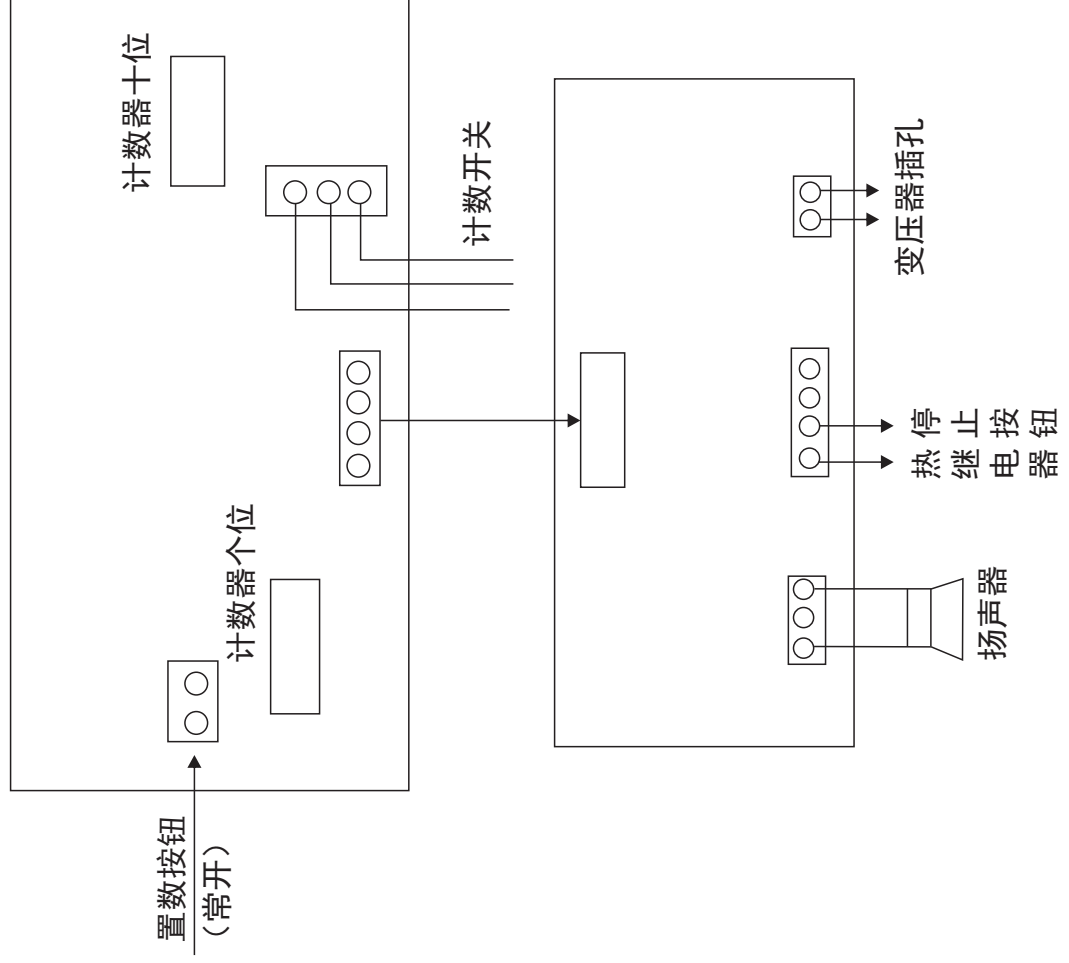 置数按钮
（常开）
计数器十位
计数器个位
计数开关
扬声器
热继电器
停止按钮
变压器插孔